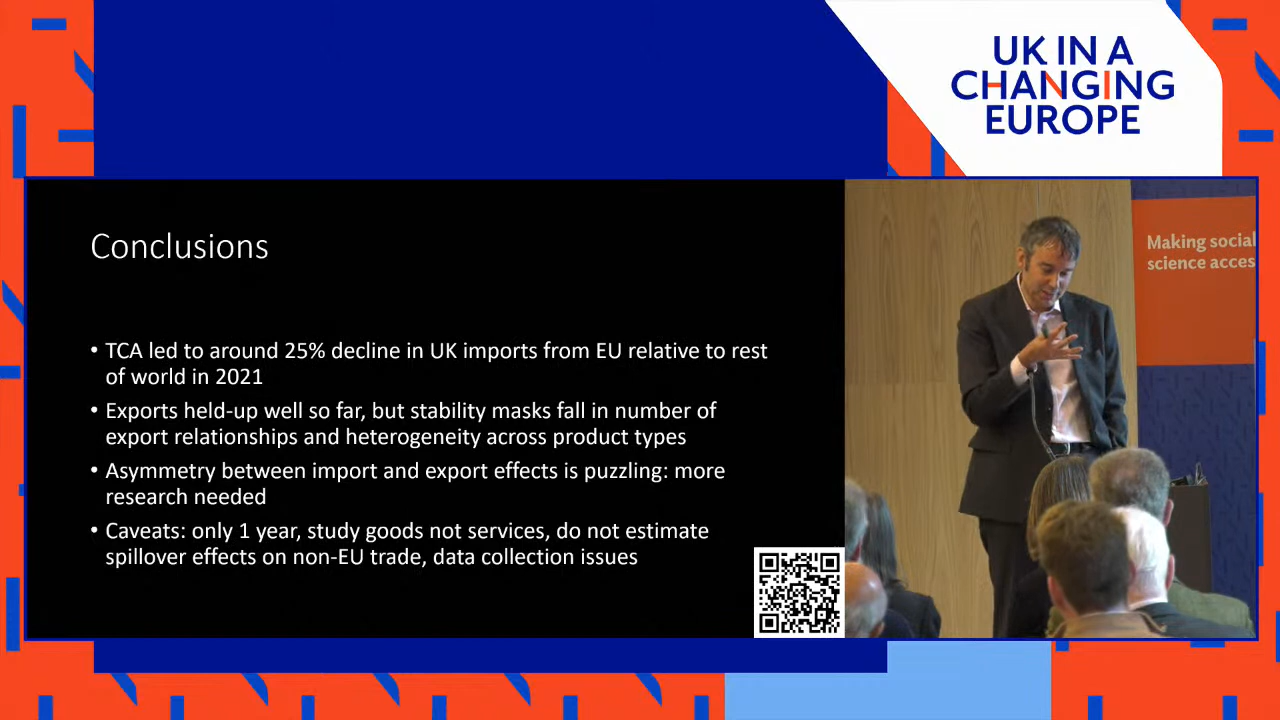 UK IN A
CHANGING
EUROPE
Conclusions
• TCA led to around 25% decline in UK imports from EU relative to rest
of world in 2021
• Exports held-up well so far, but stability masks fall in number of
export relationships and heterogeneity across product types
• Asymmetry between import and export effects is puzzling: more
research needed
• Caveats: only 1 year, study goods not services, do not estimate
spillover effects on non-EU trade, data collection issues
Making social
science acces